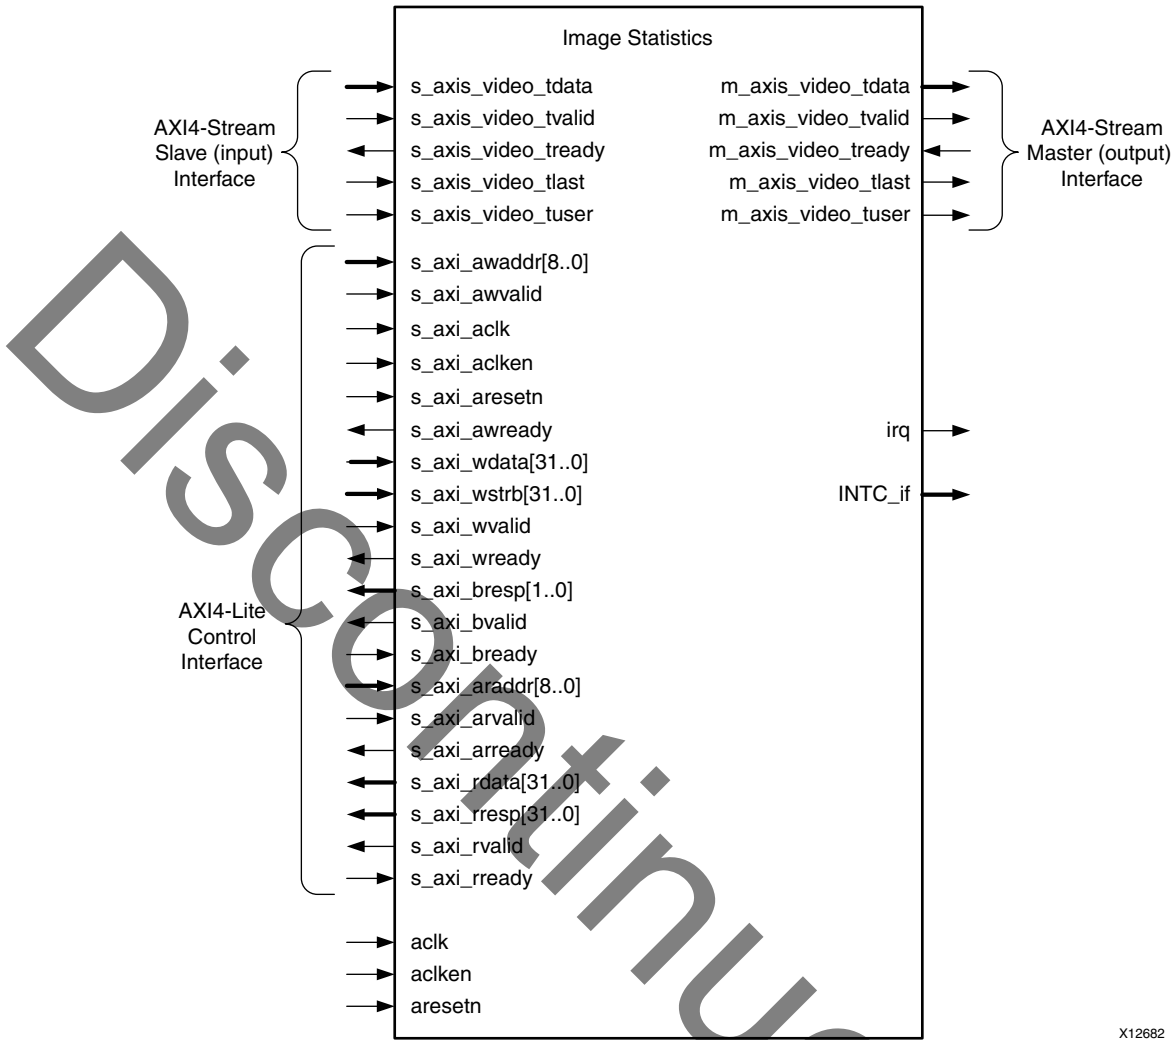 Image Statistics
AXI4-Stream
Slave (input)
Interface
s_axis_video_tdata
s_axis_video_tvalid
s_axis_video_tready
s_axis_video_tlast
s_axis_video_tuser
m_axis_video_tdata
m_axis_video_tvalid
m_axis_video_tready
m_axis_video_tlast
m_axis_video_tuser
AXI4-Stream
Master (output)
Interface
AXI4-Lite
Control
Interface
s_axi_awaddr[8..0]
s_axi_awvalid
s_axi_aclk
s_axi_aclken
s_axi_aresetn
s_axi_awready
s_axi_wdata[31..0]
s_axi_wstrb[31..0]
s_axi_wvalid
s_axi_wready
s_axi_bresp[1..0]
s_axi_bvalid
s_axi_bready
s_axi_araddr[8..0]
s_axi_arvalid
s_axi_arready
s_axi_rdata[31..0]
s_axi_rresp[31..0]
s_axi_rvalid
s_axi_rready
irq
INTC_if
aclk
aclken
aresetn
X12682